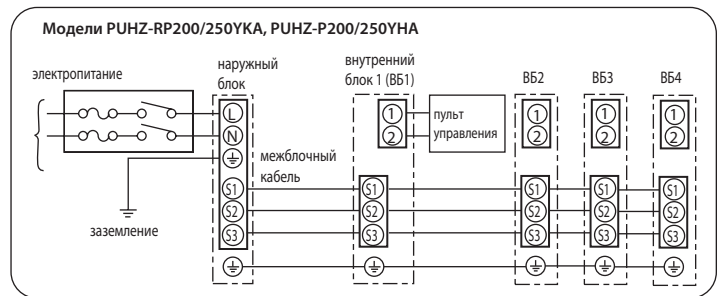 Модели PUHZ-RP200/250YKA, PUHZ-P200/250YHA
электропитание
наружный
блок
внутренний
блок 1 (ВБ1)
ВБ2
ВБ3
ВБ4
L
N
1
2
пульт
управления
1
2
1
2
1
2
межблочный
кабель
заземление
S1
S2
S3
S1
S2
S3
S1
S2
S3
S1
S2
S3
S1
S2
S3